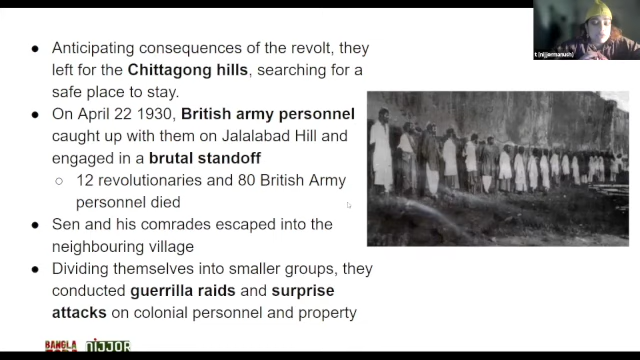 ● Anticipating consequences of the revolt, they
left for the Chittagong hills, searching for a
safe place to stay.
● On April 22 1930, British army personnel
caught up with them on Jalalabad Hill and
engaged in a brutal standoff
○ 12 revolutionaries and 80 British Army
personnel died
● Sen and his comrades escaped into the
neighbouring village
● Dividing themselves into smaller groups, they
conducted guerrilla raids and surprise
attacks on colonial personnel and property
t (nijjormanush)
BANGLA
NIJJOR